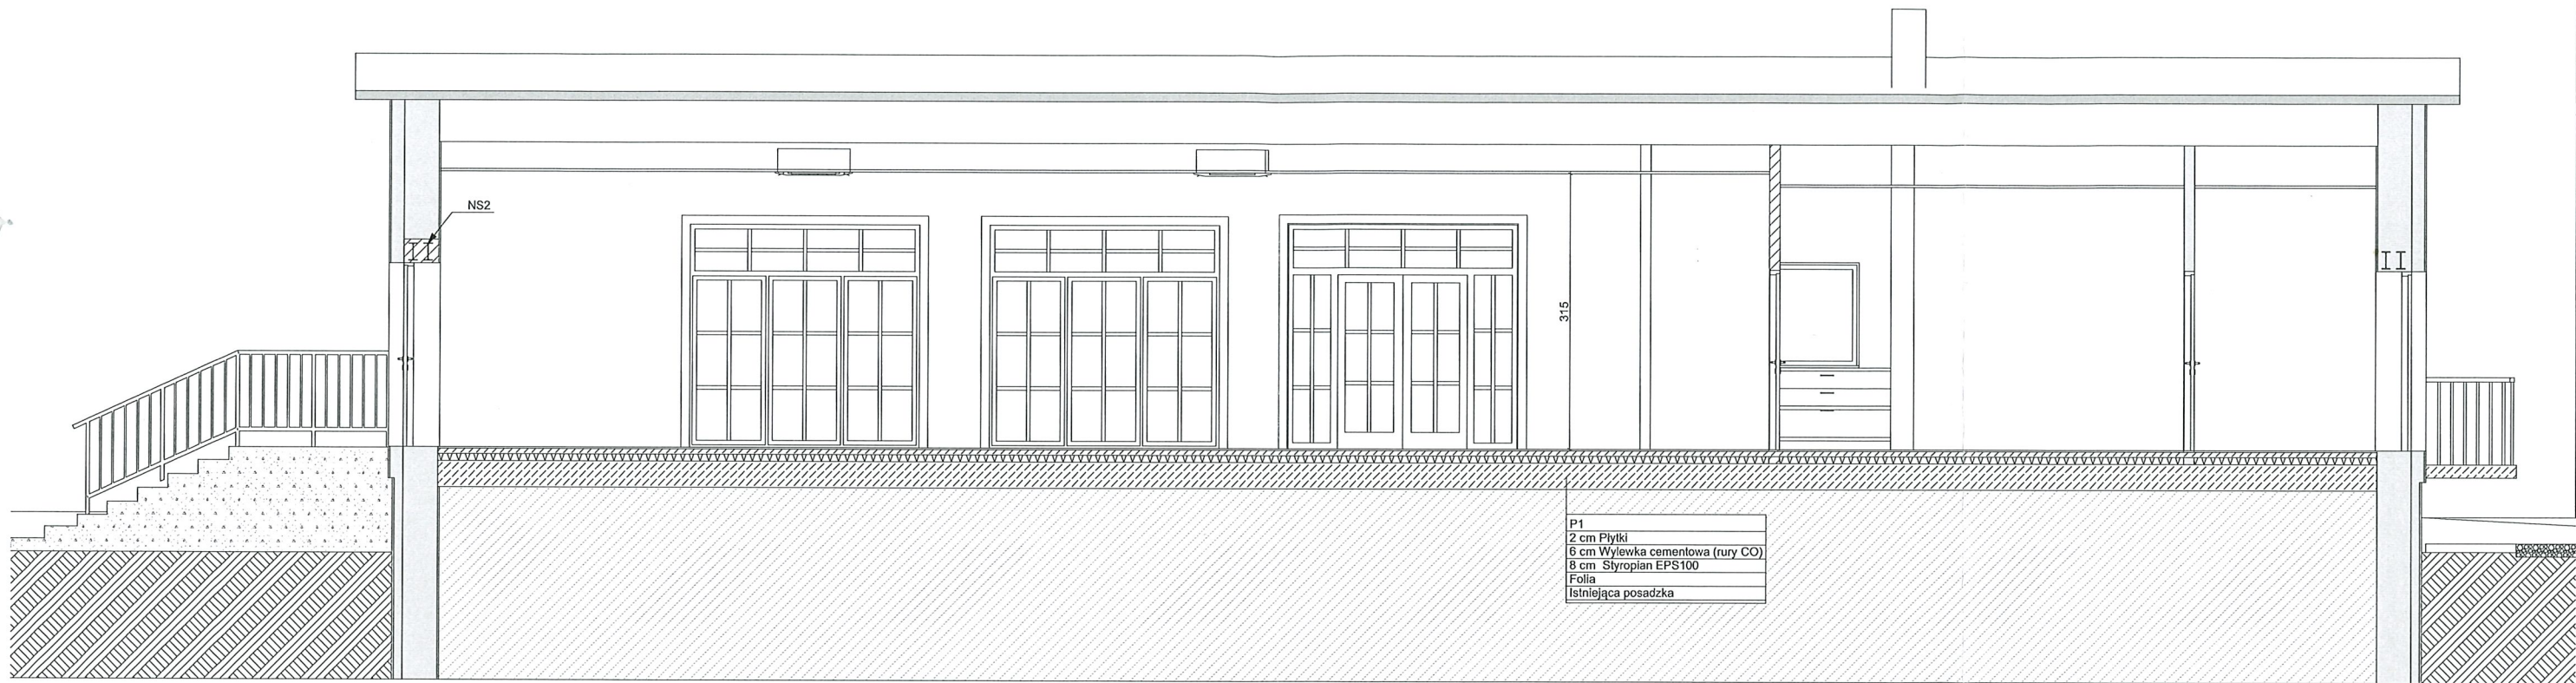 NS2
315
P1
2 cm Płytki
6 cm Wylewka cementowa (rury CO)
8 cm Styropian EPS100
Folia
Istniejąca posadzka